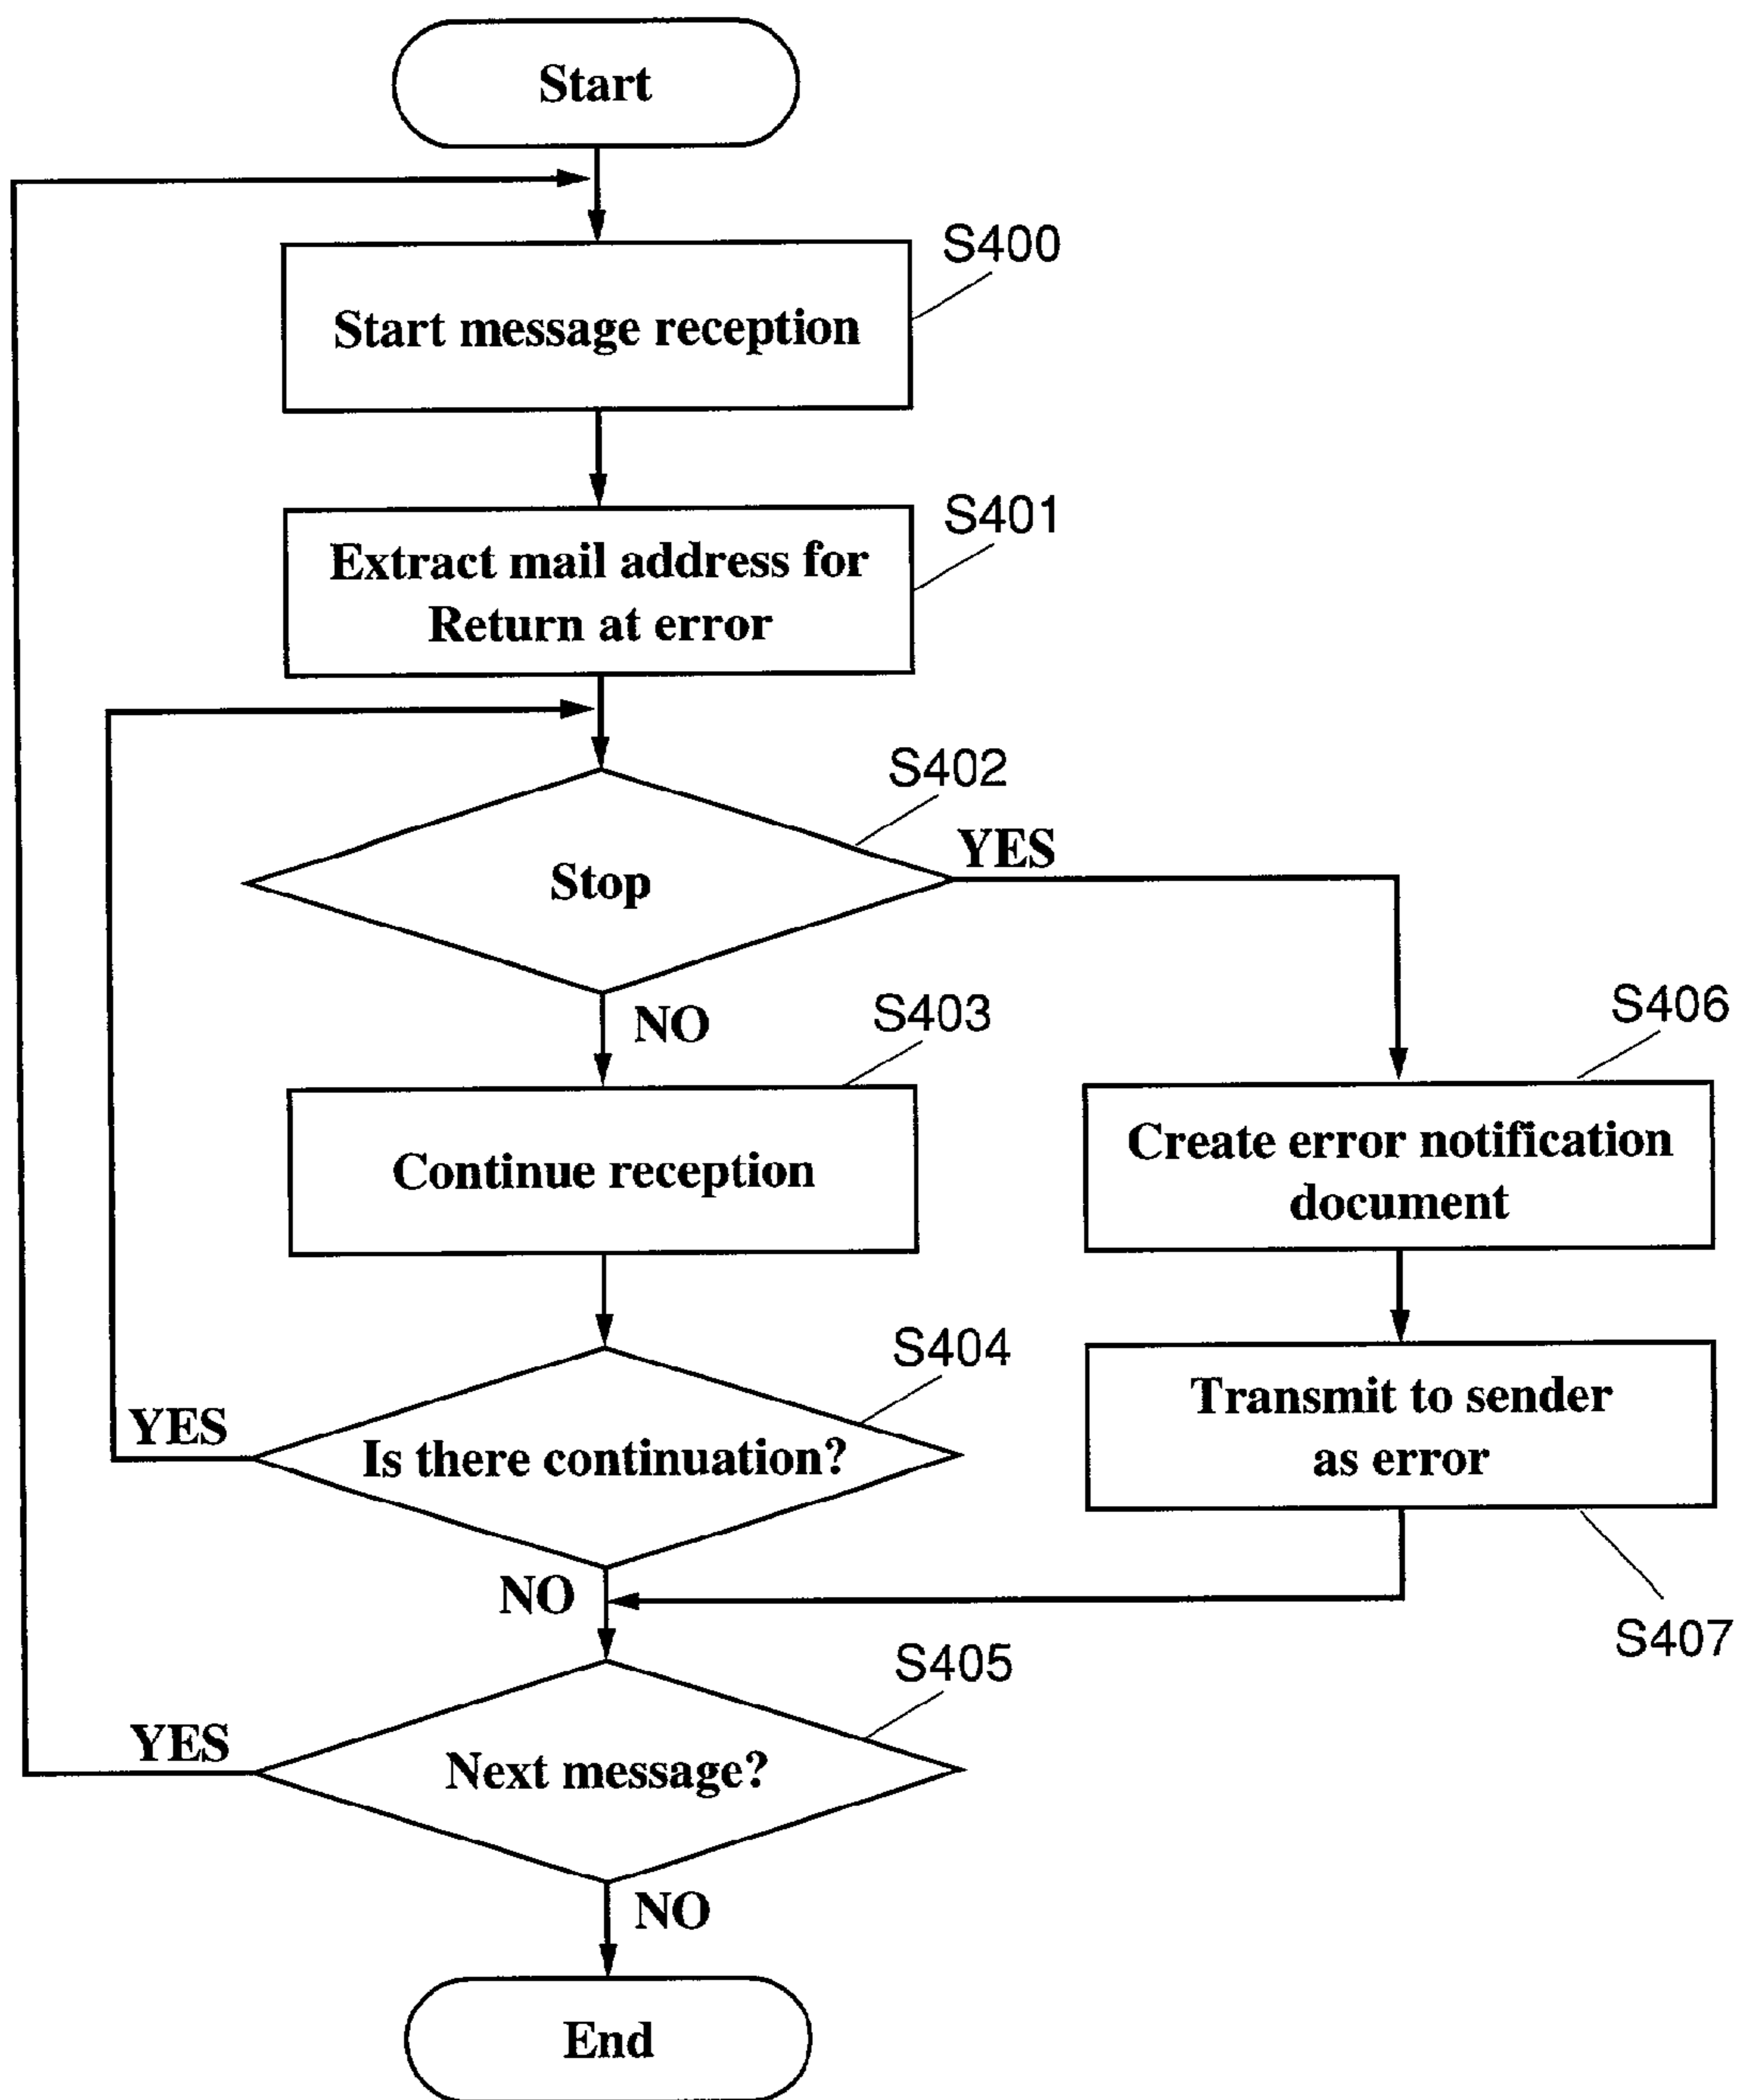 Start
S400
Start message reception
S401
Extract mail address for
Return at error
S402
Stop
YES
NO
S403
S406
Continue reception
Create error notification
document
S404
Is there continuation?
YES
Transmit to sender
as error
NO
S407
S405
Next message?
YES
NO
End